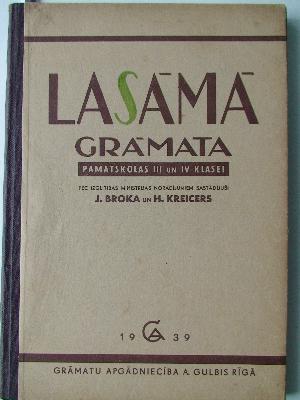 LASĀMĀ
GRĀMATA
PAMATSKOLAS III UN IV KLASEI
PĒC IZGLĪTĪBAS MINISTRIJAS NORĀDĪJUMIEM SASTĀDĪJUŠI
J. BROKA UN H. KREICERS
19 39
GRĀMATU APGĀDNIECĪBA A. GULBIS RĪGĀ